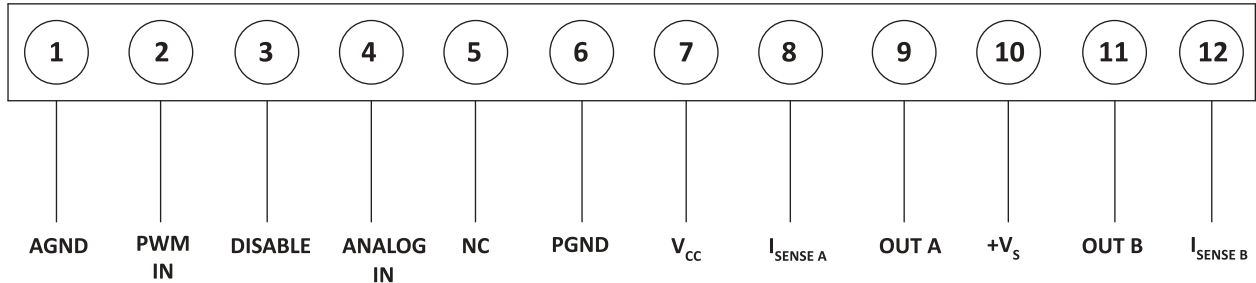 1 2 3 4 5 6 7 8 9 10 11 12
AGND PWM IN DISABLE ANALOG IN NC PGND VCC ISENSE A OUT A +VS OUT B ISENSE B